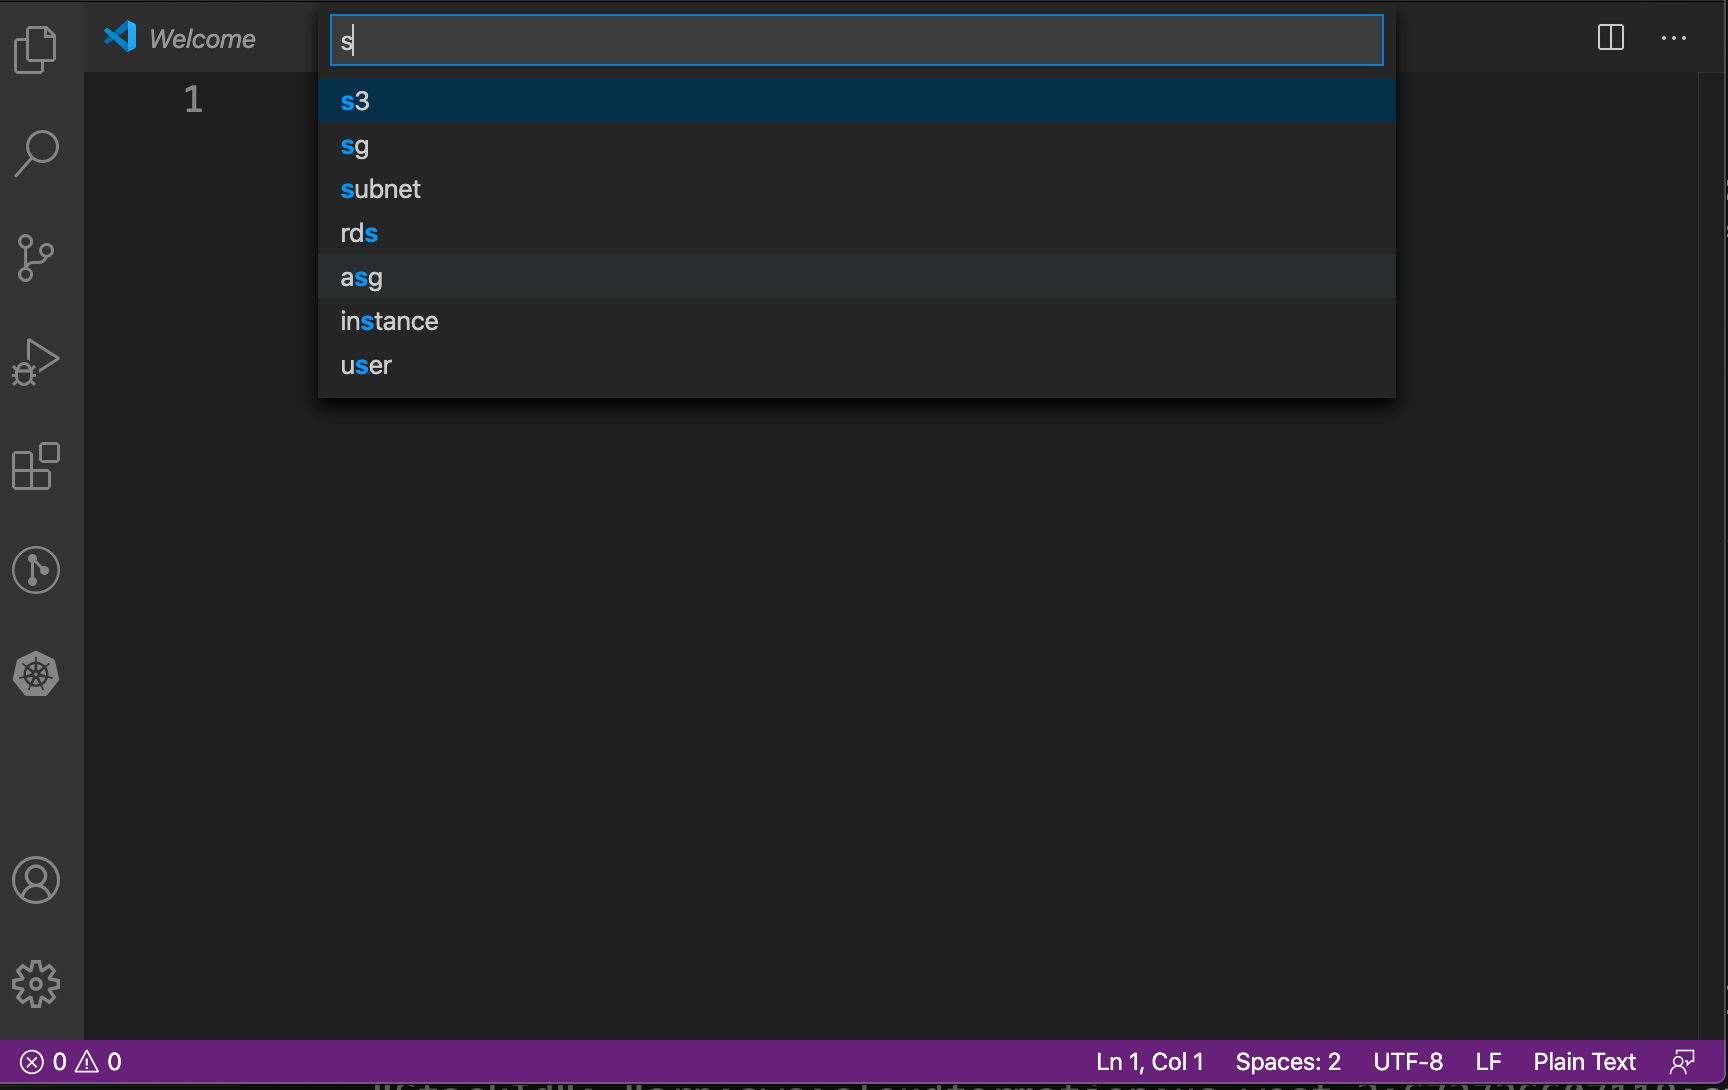 Welcome
s
1
s3
sg
subnet
rds
asg
instance
user
0 0 Ln 1, Col 1 Spaces: 2 UTF-8 LF Plain Text